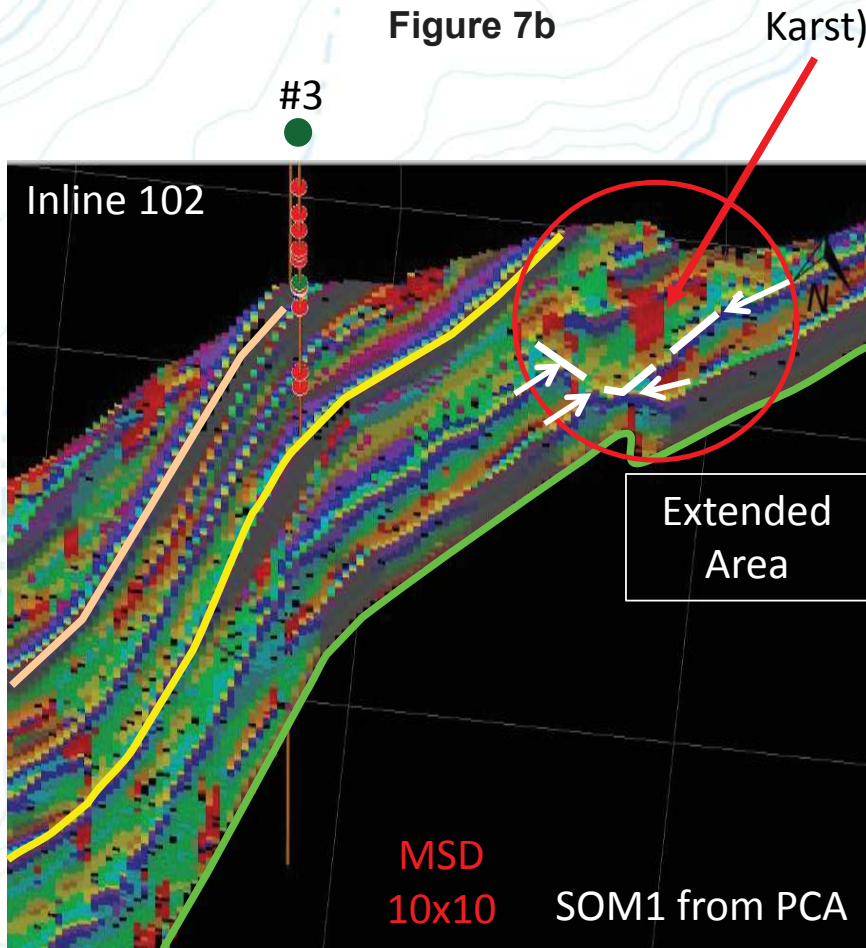 Figure 7b
Karst)
#3
Inline 102
N
Extended
Area
MSD
10x10
SOM1 from PCA